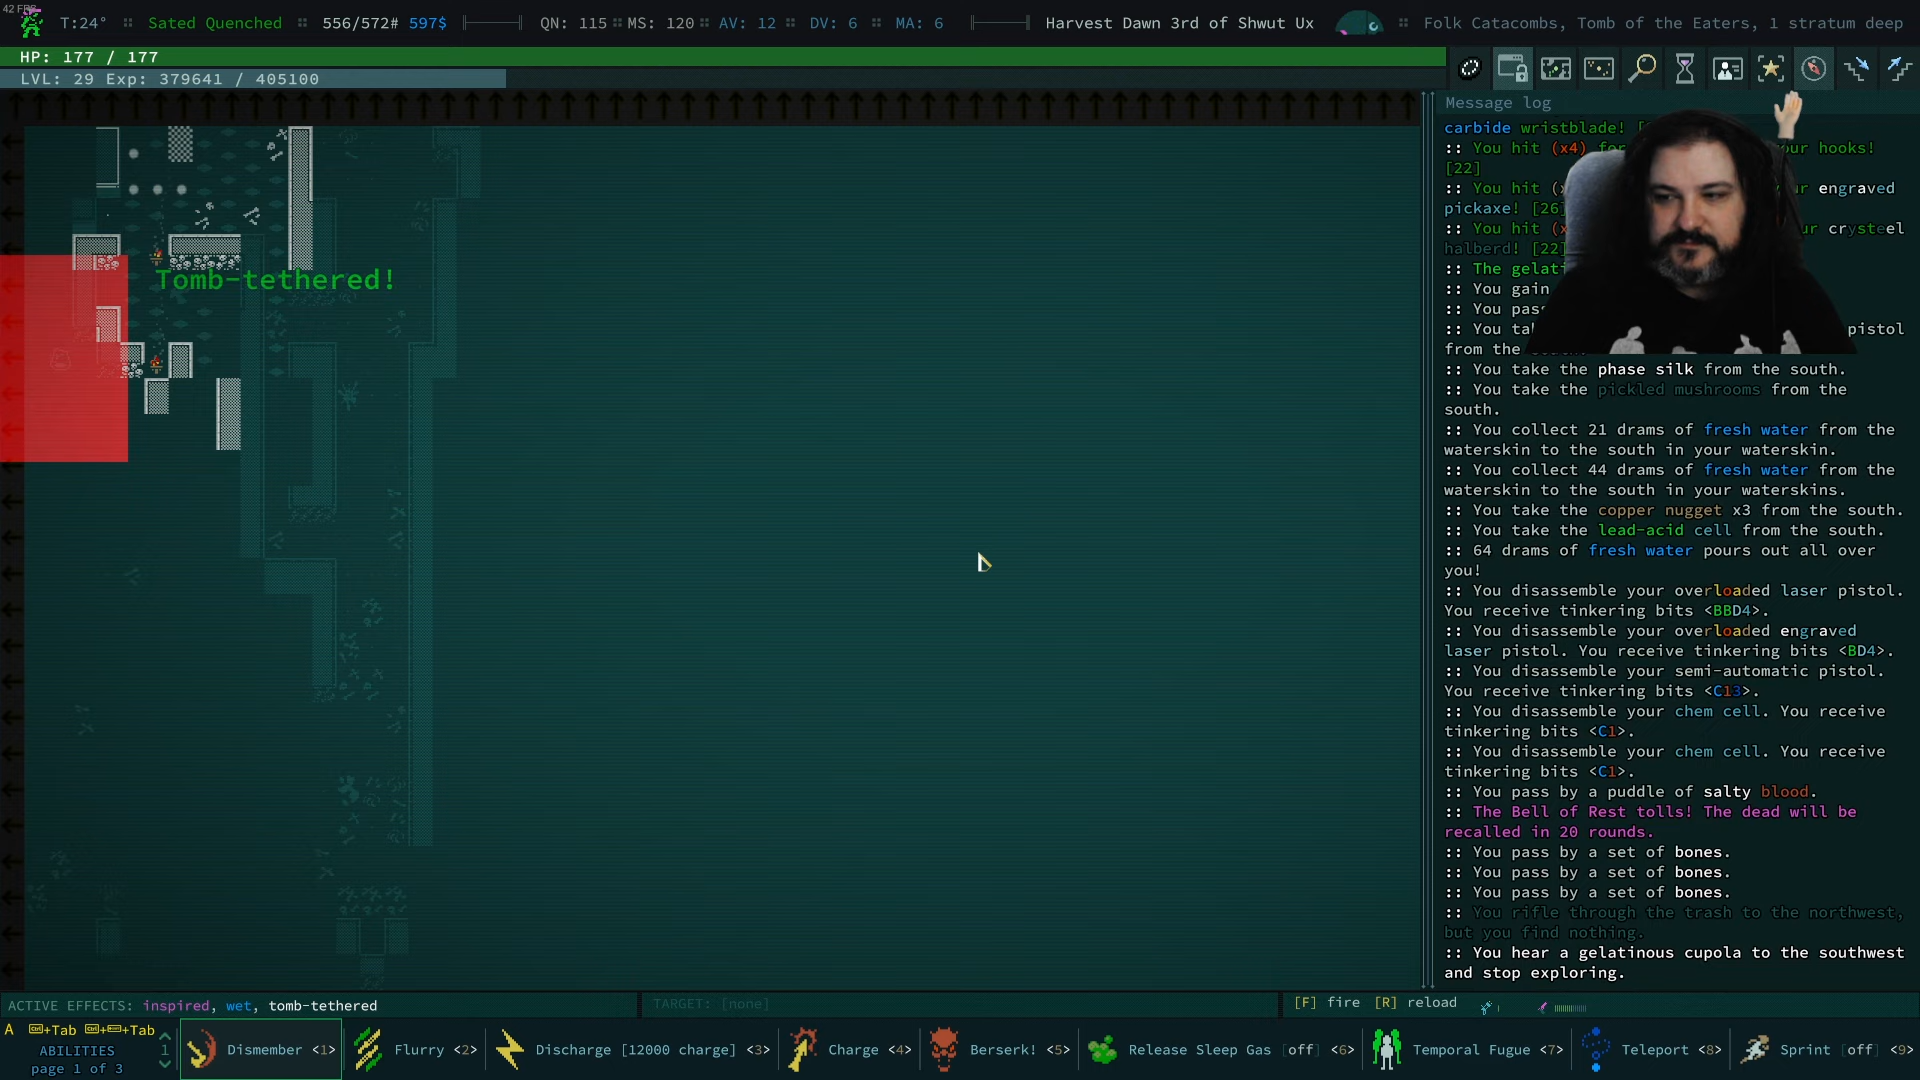 42 FPS
T:24° :: Sated Quenched :: 556/572# 597$ QN: 115 :: MS: 120 :: AV: 12 :: DV: 6 :: MA: 6 Harvest Dawn 3rd of Shwut Ux :: Folk Catacombs, Tomb of the Eaters, 1 stratum deep
HP: 177 / 177
LVL: 29 Exp: 379641 / 405100
Tomb-tethered!
Message log
carbide wristblade!
:: You hit (x4) for your hooks!
[22]
:: You hit your engraved
pickaxe! [26]
:: You hit crysteel
halberd! [22]
:: The
:: You gain
:: You
:: You pistol
from the
:: You take the phase silk from the south.
:: You take the pickled mushrooms from the
south.
:: You collect 21 drams of fresh water from the
waterskin to the south in your waterskin.
:: You collect 44 drams of fresh water from the
waterskin to the south in your waterskins.
:: You take the copper nugget x3 from the south.
:: You take the lead-acid cell from the south.
:: 64 drams of fresh water pours out all over
you!
:: You disassemble your overloaded laser pistol.
You receive tinkering bits <BBD4>.
:: You disassemble your overloaded engraved
laser pistol. You receive tinkering bits <BD4>.
:: You disassemble your semi-automatic pistol.
You receive tinkering bits <C13>.
:: You disassemble your chem cell. You receive
tinkering bits <C1>.
:: You disassemble your chem cell. You receive
tinkering bits <C1>.
:: You pass by a puddle of salty blood.
:: The Bell of Rest tolls! The dead will be
recalled in 20 rounds.
:: You pass by a set of bones.
:: You pass by a set of bones.
:: You pass by a set of bones.
:: You rifle through the trash to the northwest,
but you find nothing.
:: You hear a gelatinous cupola to the southwest
and stop exploring.
ACTIVE EFFECTS: inspired, wet, tomb-tethered
TARGET: [none]
[F] fire [R] reload
A Ctrl+Tab
ABILITIES
page 1 of 3
1
Dismember <1> Flurry <2> Discharge [12000 charge] <3> Charge <4> Berserk! <5> Release Sleep Gas [off] <6> Temporal Fugue <7> Teleport <8> Sprint [off] <9>